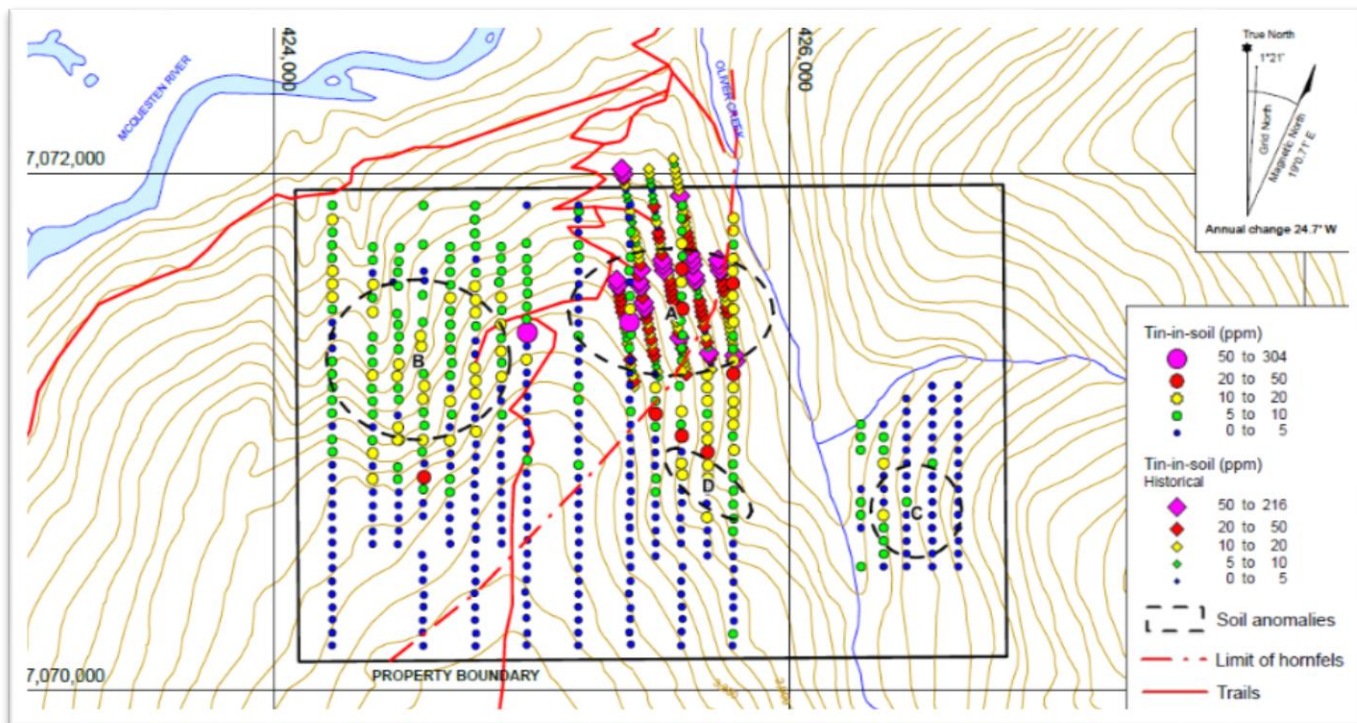 424,000
426,000
7,072,000
7,070,000
MCQUESTEN RIVER
OLIVER CREEK
A
B
C
D
PROPERTY BOUNDARY
True North
1°21'
Grid North
Magnetic North
19°0.71' E
Annual change 24.7' W
Tin-in-soil (ppm)
50 to 304
20 to 50
10 to 20
5 to 10
0 to 5
Tin-in-soil (ppm)
Historical
50 to 216
20 to 50
10 to 20
5 to 10
0 to 5
Soil anomalies
Limit of hornfels
Trails